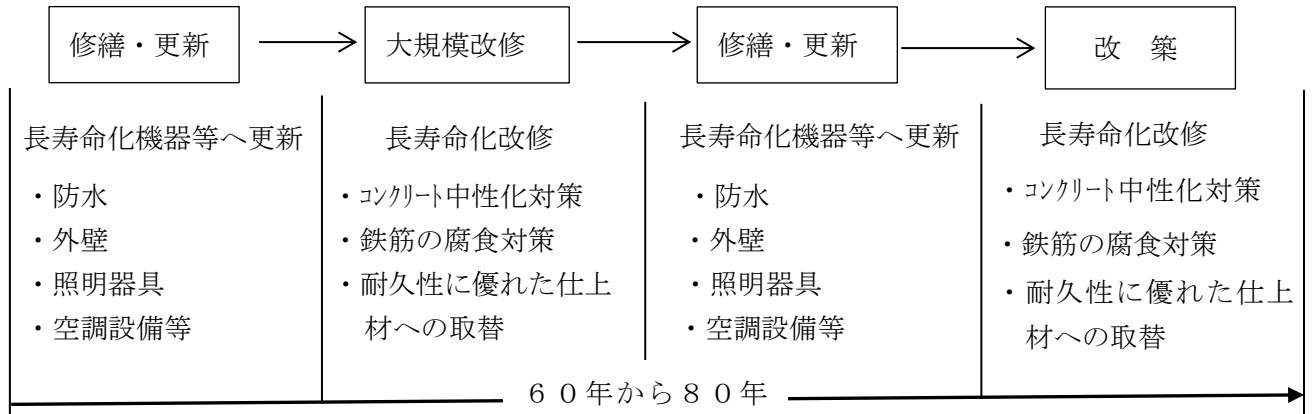 修繕・更新
大規模改修
修繕・更新
改　築
長寿命化機器等へ更新
・防水
・外壁
・照明器具
・空調設備等
長寿命化改修
・ｺﾝｸﾘｰﾄ中性化対策
・鉄筋の腐食対策
・耐久性に優れた仕上
材への取替
長寿命化機器等へ更新
・防水
・外壁
・照明器具
・空調設備等
長寿命化改修
・ｺﾝｸﾘｰﾄ中性化対策
・鉄筋の腐食対策
・耐久性に優れた仕上
材への取替
６０年から８０年